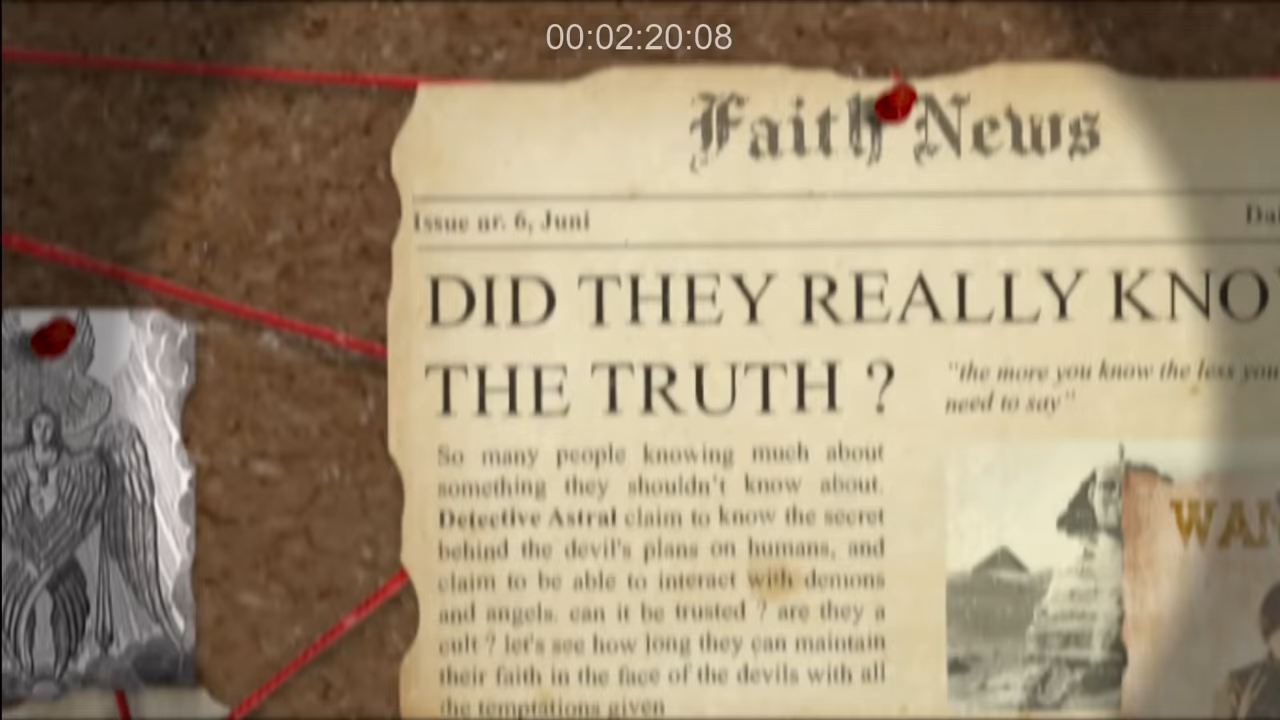 00:02:20:08
Faith News
Issue nr. 6, Juni
DID THEY REALLY KNO
THE TRUTH ?
"the more you know the less you
need to say"
So many people knowing much about
something they shouldn't know about.
Detective Astral claim to know the secret
behind the devil's plans on humans, and
claim to be able to interact with demons
and angels. can it be trusted ? are they a
cult ? let's see how long they can maintain
their faith in the face of the devils with all
the temptations given
WAN